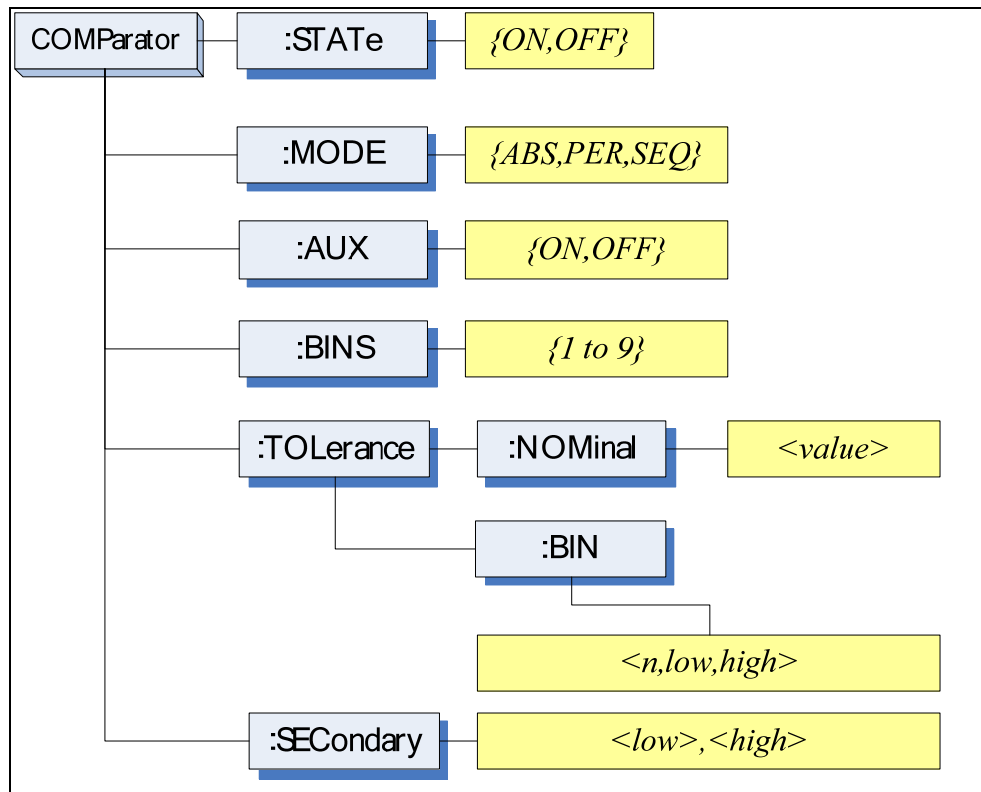 COMParator :STATe {ON,OFF}
:MODE {ABS,PER,SEQ}
:AUX {ON,OFF}
:BINS {1 to 9}
:TOLerance :NOMinal <value>
:BIN
<n,low,high>
:SECondary <low>,<high>